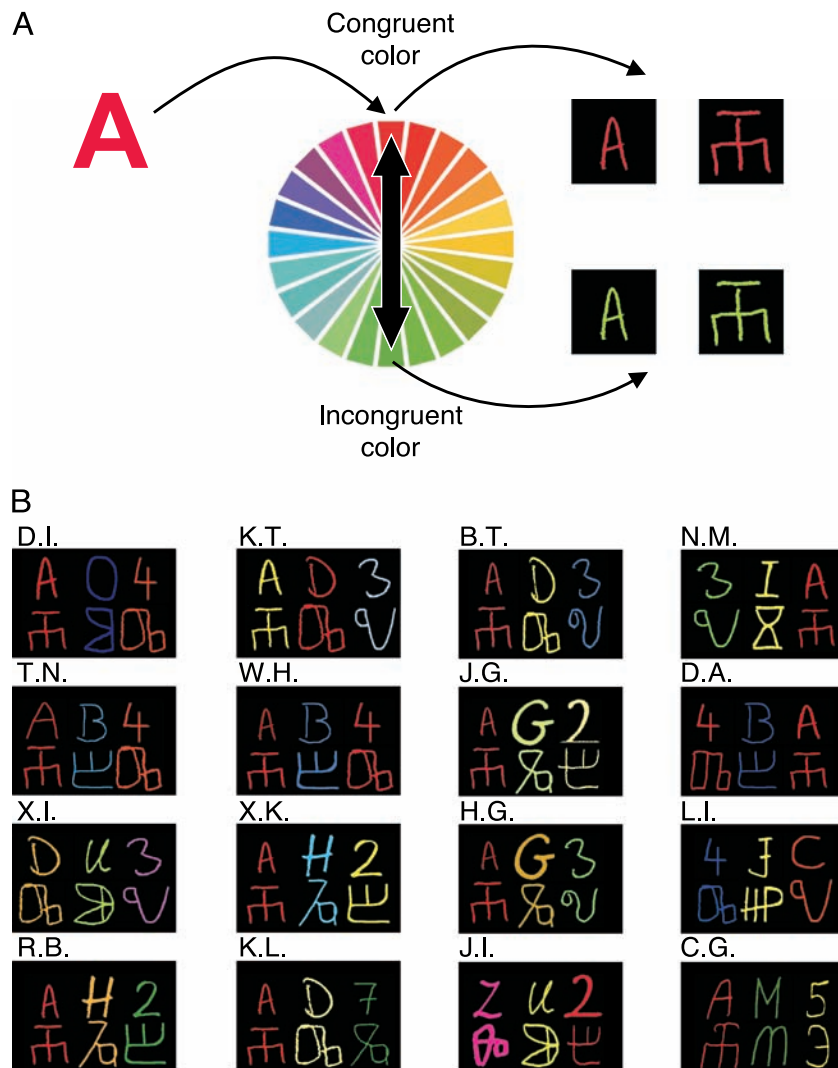 A
Congruent
color
A
A
A
Incongruent
color
B
D.I. K.T. B.T. N.M.
A O 4 A D 3 A D 3 3 I A
T.N. W.H. J.G. D.A.
A B 4 A B 4 A G 2 4 B A
X.I. X.K. H.G. L.I.
D U 3 A H 2 A G 3 4 J C
R.B. K.L. J.I. C.G.
A H 2 A D 7 Z U 2 A M 5